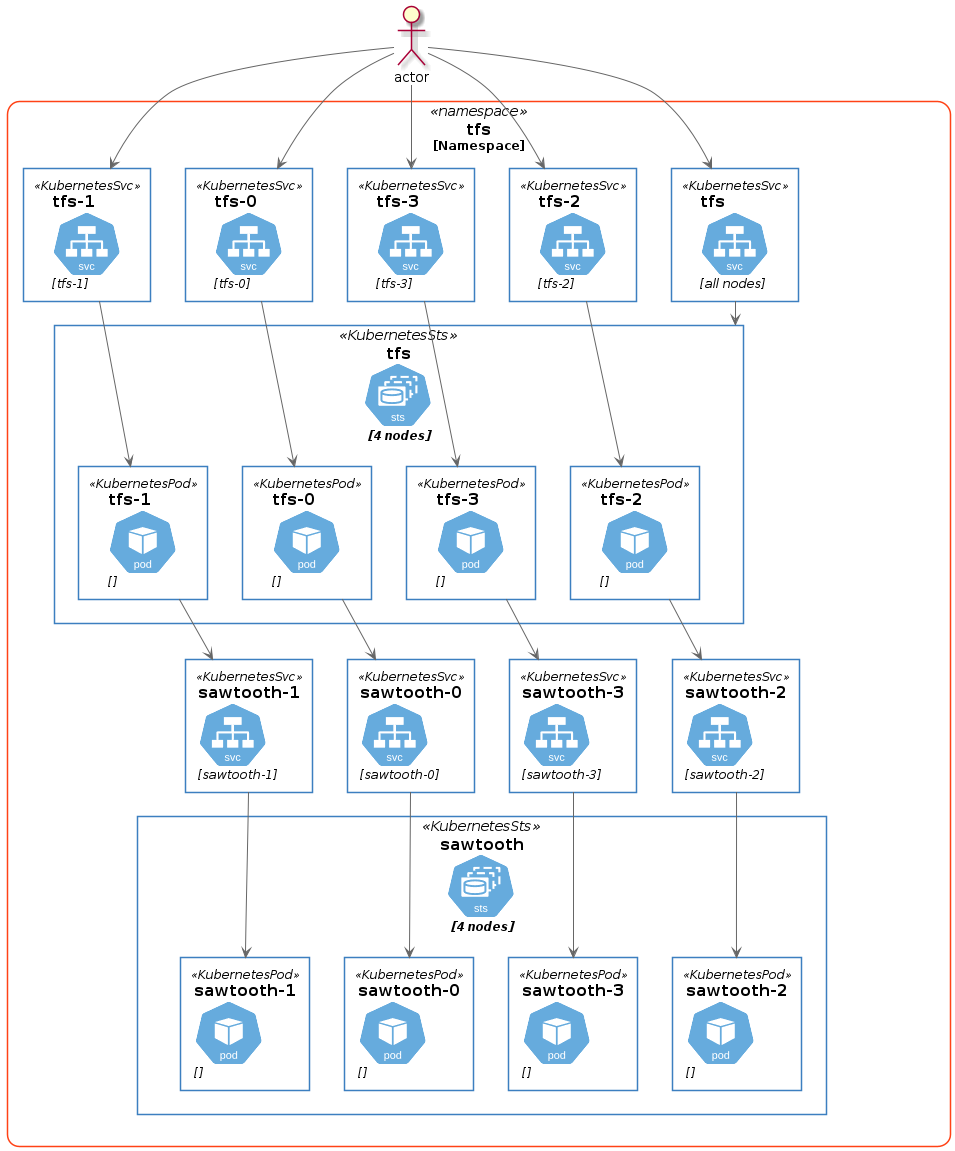 actor
«namespace»
tfs
[Namespace]
«KubernetesSvc»
tfs-1
svc
[tfs-1]
«KubernetesSvc»
tfs-0
svc
[tfs-0]
«KubernetesSvc»
tfs-3
svc
[tfs-3]
«KubernetesSvc»
tfs-2
svc
[tfs-2]
«KubernetesSvc»
tfs
svc
[all nodes]
«KubernetesSts»
tfs
sts
[4 nodes]
«KubernetesPod»
tfs-1
pod
[]
«KubernetesPod»
tfs-0
pod
[]
«KubernetesPod»
tfs-3
pod
[]
«KubernetesPod»
tfs-2
pod
[]
«KubernetesSvc»
sawtooth-1
svc
[sawtooth-1]
«KubernetesSvc»
sawtooth-0
svc
[sawtooth-0]
«KubernetesSvc»
sawtooth-3
svc
[sawtooth-3]
«KubernetesSvc»
sawtooth-2
svc
[sawtooth-2]
«KubernetesSts»
sawtooth
sts
[4 nodes]
«KubernetesPod»
sawtooth-1
pod
[]
«KubernetesPod»
sawtooth-0
pod
[]
«KubernetesPod»
sawtooth-3
pod
[]
«KubernetesPod»
sawtooth-2
pod
[]